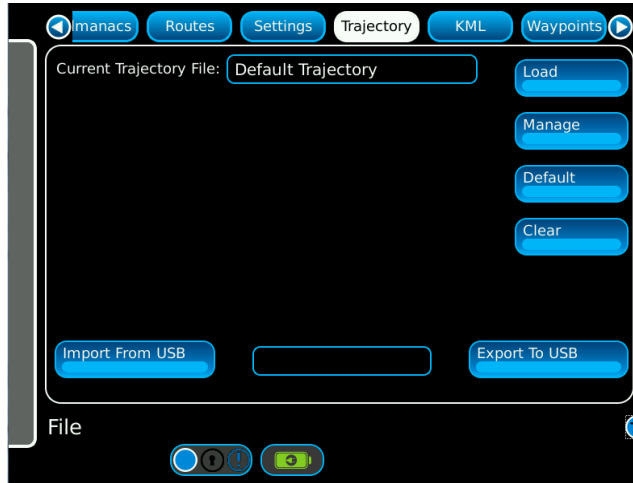 lmanacs Routes Settings Trajectory KML Waypoints
Current Trajectory File: Default Trajectory
Load
Manage
Default
Clear
Import From USB Export To USB
File